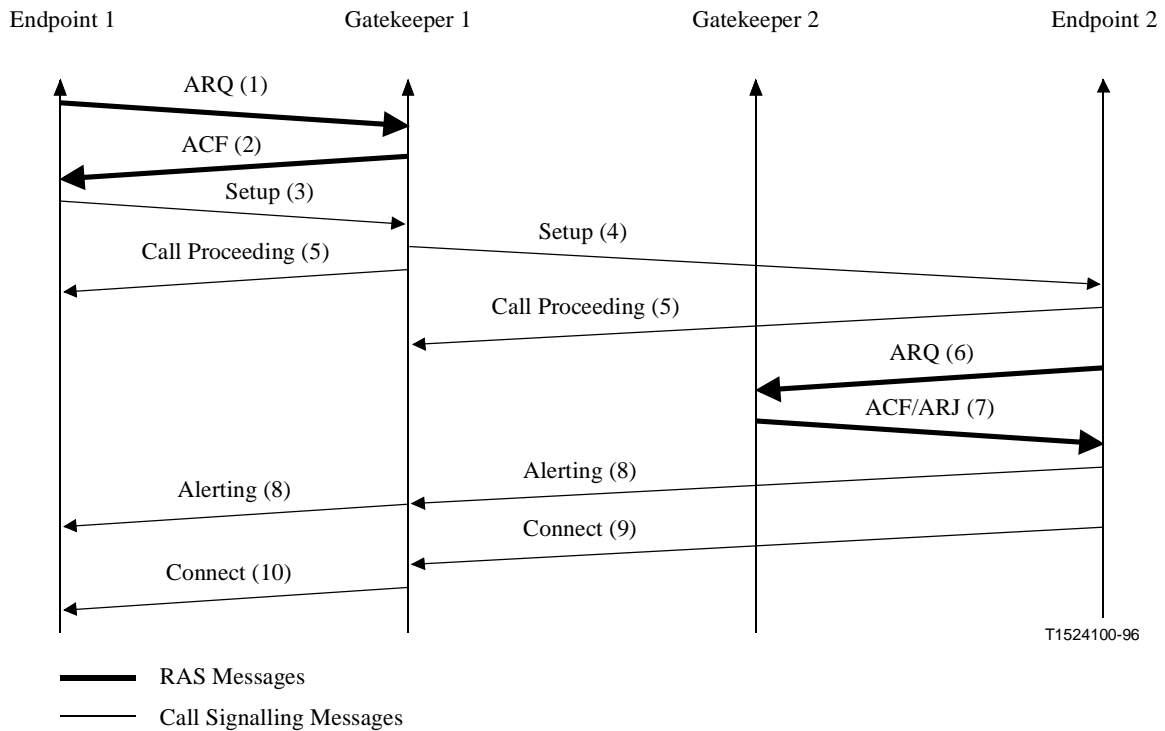 Endpoint 1
Gatekeeper 1
Gatekeeper 2
Endpoint 2
ARQ (1)
ACF (2)
Setup (3)
Setup (4)
Call Proceeding (5)
Call Proceeding (5)
ARQ (6)
ACF/ARJ (7)
Alerting (8)
Alerting (8)
Connect (9)
Connect (10)
T1524100-96
RAS Messages
Call Signalling Messages